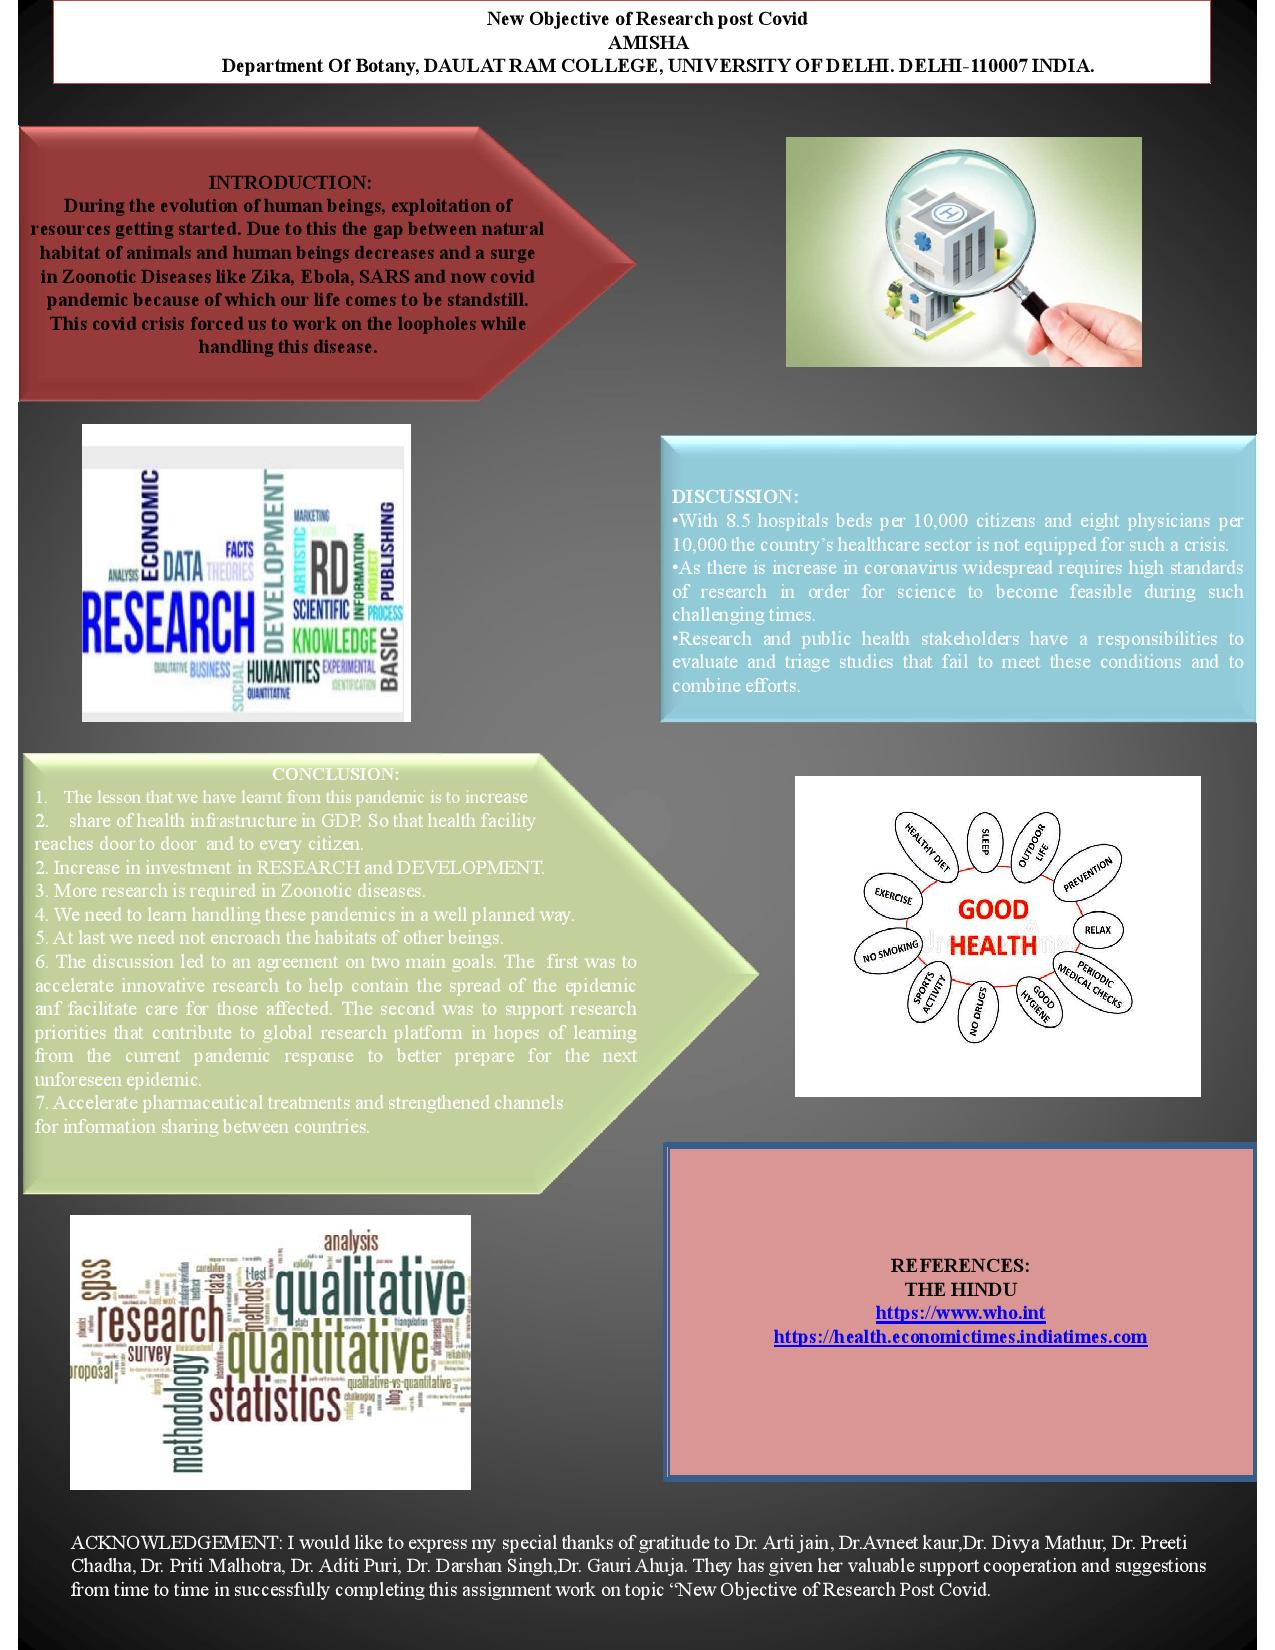 New Objective of Research post Covid
AMISHA
Department Of Botany, DAULAT RAM COLLEGE, UNIVERSITY OF DELHI. DELHI-110007 INDIA.
INTRODUCTION:
During the evolution of human beings, exploitation of
resources getting started. Due to this the gap between natural
habitat of animals and human beings decreases and a surge
in Zoonotic Diseases like Zika, Ebola, SARS and now covid
pandemic because of which our life comes to be standstill.
This covid crisis forced us to work on the loopholes while
handling this disease.
H
ECONOMIC
DEVELOPMENT
MARKETING
FACTS
ANALYSIS
DATA
THEORIES
ARTISTIC
RD
INFORMATION
PROJECT
PUBLISHING
RESEARCH
SCIENTIFIC
PROCESS
KNOWLEDGE
BASIC
QUALITATIVE
BUSINESS
SOCIAL
HUMANITIES
EXPERIMENTAL
QUANTITATIVE
IDENTIFICATION
DISCUSSION:
•With 8.5 hospitals beds per 10,000 citizens and eight physicians per
10,000 the country’s healthcare sector is not equipped for such a crisis.
•As there is increase in coronavirus widespread requires high standards
of research in order for science to become feasible during such
challenging times.
•Research and public health stakeholders have a responsibilities to
evaluate and triage studies that fail to meet these conditions and to
combine efforts.
CONCLUSION:
1. The lesson that we have learnt from this pandemic is to increase
2. share of health infrastructure in GDP. So that health facility
reaches door to door and to every citizen.
2. Increase in investment in RESEARCH and DEVELOPMENT.
3. More research is required in Zoonotic diseases.
4. We need to learn handling these pandemics in a well planned way.
5. At last we need not encroach the habitats of other beings.
6. The discussion led to an agreement on two main goals. The first was to
accelerate innovative research to help contain the spread of the epidemic
anf facilitate care for those affected. The second was to support research
priorities that contribute to global research platform in hopes of learning
from the current pandemic response to better prepare for the next
unforeseen epidemic.
7. Accelerate pharmaceutical treatments and strengthened channels
for information sharing between countries.
HEALTHY DIET
SLEEP
OUTDOOR
LIFE
PREVENTION
EXERCISE
GOOD
HEALTH
RELAX
NO SMOKING
PERIODIC
MEDICAL CHECKS
SPORTS
ACTIVITY
NO DRUGS
GOOD
HYGIENE
analysis
spss
correlation
validity
t-test
data
methods
qualitative
research
stats
triangulation
survey
quantitative
reliability
proposal
methodology
statistics
qualitative-vs-quantitative
challenging
blog
REFERENCES:
THE HINDU
https://www.who.int
https://health.economictimes.indiatimes.com
ACKNOWLEDGEMENT: I would like to express my special thanks of gratitude to Dr. Arti jain, Dr.Avneet kaur,Dr. Divya Mathur, Dr. Preeti
Chadha, Dr. Priti Malhotra, Dr. Aditi Puri, Dr. Darshan Singh,Dr. Gauri Ahuja. They has given her valuable support cooperation and suggestions
from time to time in successfully completing this assignment work on topic “New Objective of Research Post Covid.